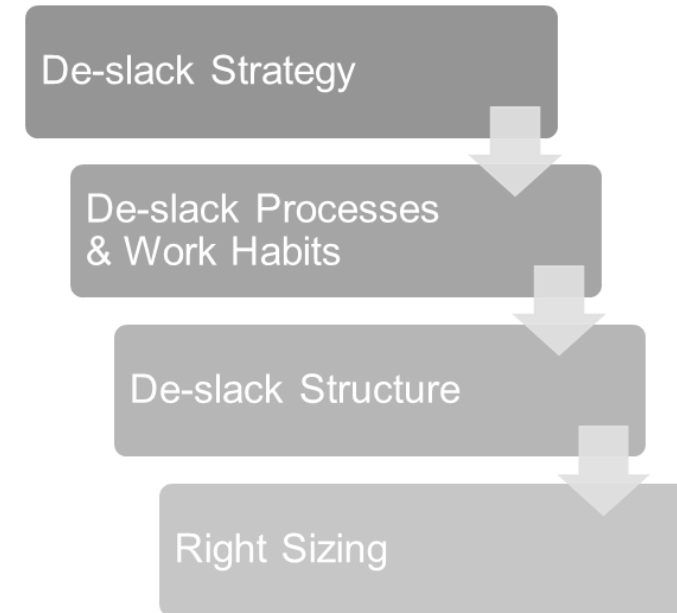 De-slack Strategy
De-slack Processes
& Work Habits
De-slack Structure
Right Sizing